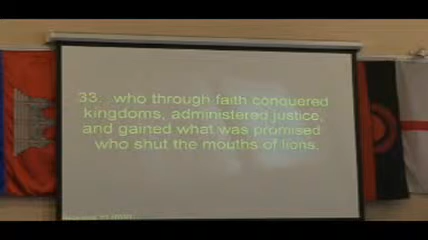 33. who through faith conquered
kingdoms, administered justice,
and gained what was promised
who shut the mouths of lions.